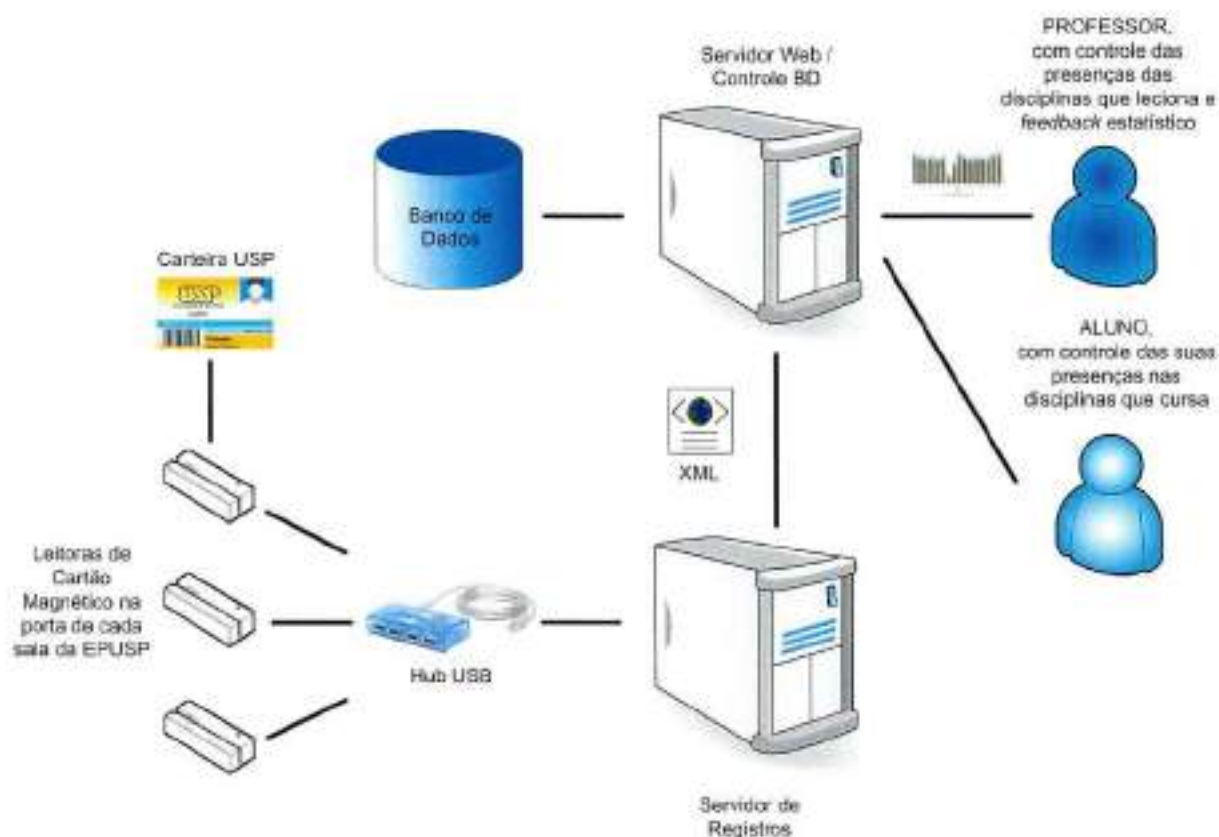 PROFESSOR,
com controle das
presenças das
disciplinas que leciona e
feedback estatístico
Servidor Web /
Controle BD
Banco de
Dados
Carteira USP
USP
ALUNO,
com controle das suas
presenças nas
disciplinas que cursa
XML
Leitoras de
Cartão
Magnético na
porta de cada
sala da EPUSP
Hub USB
Servidor de
Registros